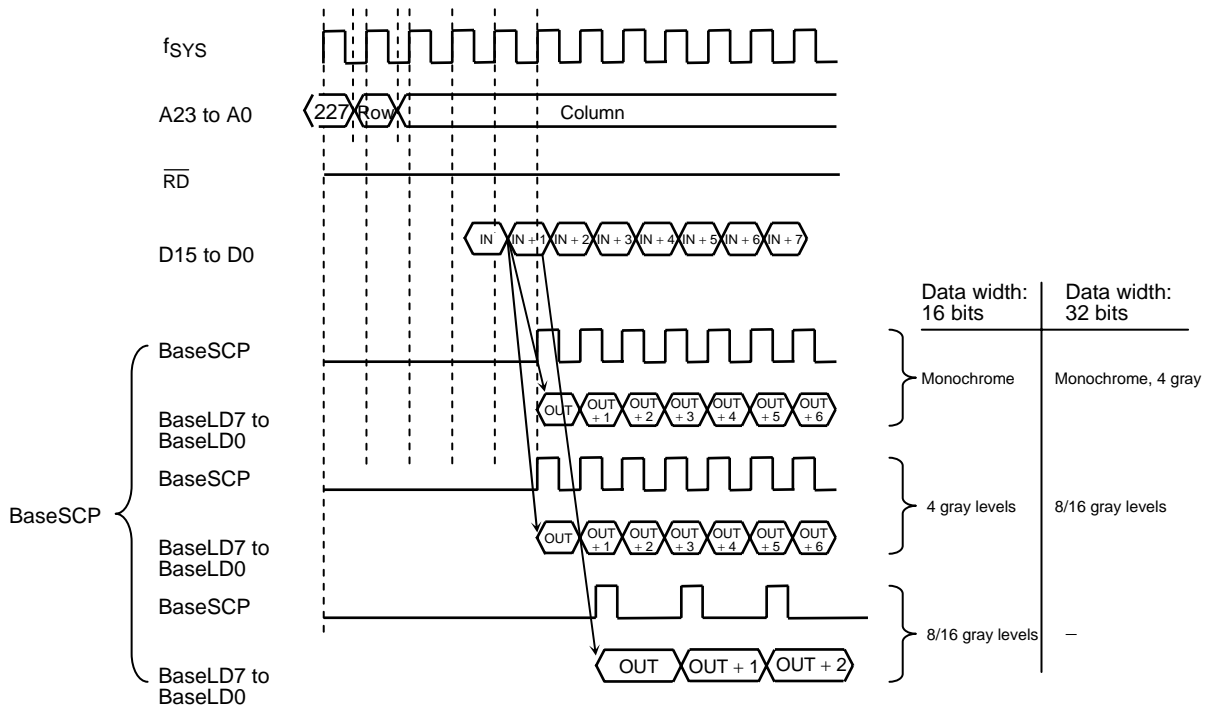 fSYS
A23 to A0
227 Row Column
RD
D15 to D0
IN IN + 1 IN + 2 IN + 3 IN + 4 IN + 5 IN + 6 IN + 7
Data width:
16 bits
Data width:
32 bits
BaseSCP
Monochrome
Monochrome, 4 gray
BaseLD7 to
BaseLD0
OUT OUT + 1 OUT + 2 OUT + 3 OUT + 4 OUT + 5 OUT + 6
BaseSCP
BaseSCP
4 gray levels
8/16 gray levels
BaseLD7 to
BaseLD0
OUT OUT + 1 OUT + 2 OUT + 3 OUT + 4 OUT + 5 OUT + 6
BaseSCP
8/16 gray levels
–
BaseLD7 to
BaseLD0
OUT OUT + 1 OUT + 2